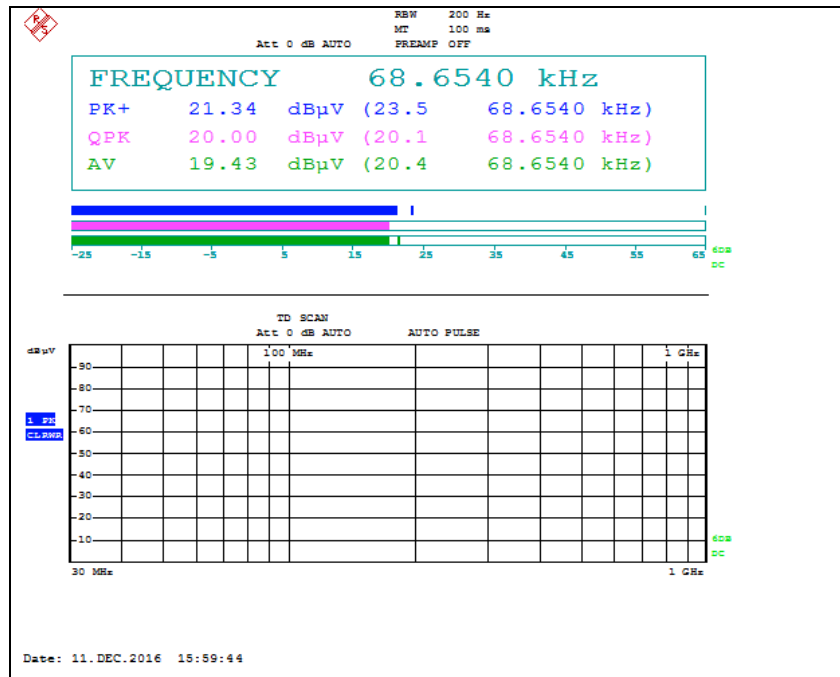 RBW 200 Hz
MT 100 ms
Att 0 dB AUTO PREAMP OFF
FREQUENCY 68.6540 kHz
PK+ 21.34 dBµV (23.5 68.6540 kHz)
QPK 20.00 dBµV (20.1 68.6540 kHz)
AV 19.43 dBµV (20.4 68.6540 kHz)
-25 -15 -5 5 15 25 35 45 55 65
6DB
DC
TD SCAN
Att 0 dB AUTO AUTO PULSE
dBµV
100 MHz 1 GHz
90
80
70
1 PK
CLRWR
60
50
40
30
20
10
6DB
DC
30 MHz 1 GHz
Date: 11.DEC.2016 15:59:44